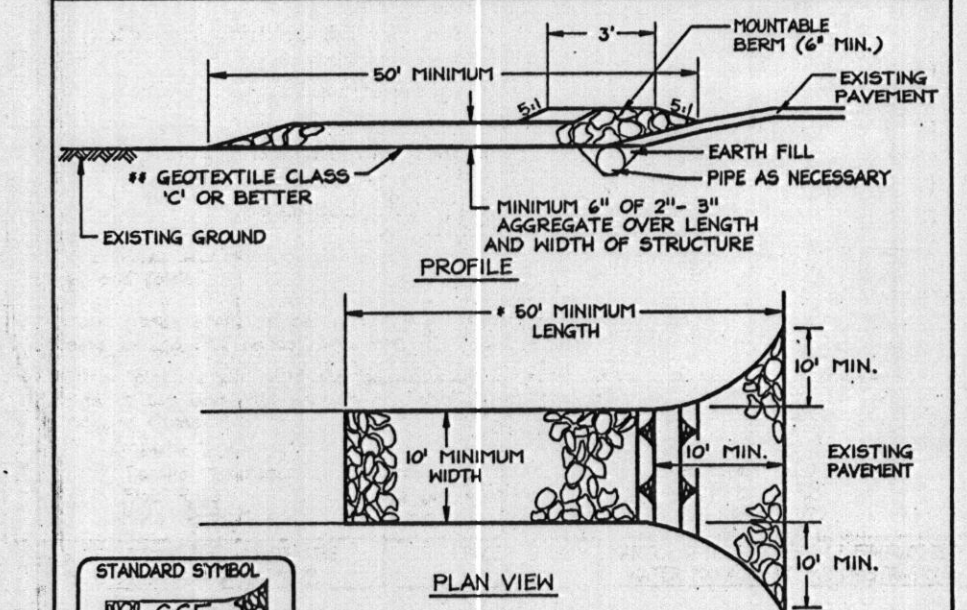 MOUNTABLE
BERM (6" MIN.)
3'
50' MINIMUM
EXISTING
PAVEMENT
5:1
5:1
EARTH FILL
** GEOTEXTILE CLASS
'C' OR BETTER
PIPE AS NECESSARY
MINIMUM 6" OF 2"- 3"
AGGREGATE OVER LENGTH
AND WIDTH OF STRUCTURE
EXISTING GROUND
PROFILE
* 50' MINIMUM
LENGTH
10' MIN.
10' MINIMUM
WIDTH
10' MIN.
EXISTING
PAVEMENT
10' MIN.
STANDARD SYMBOL
PLAN VIEW